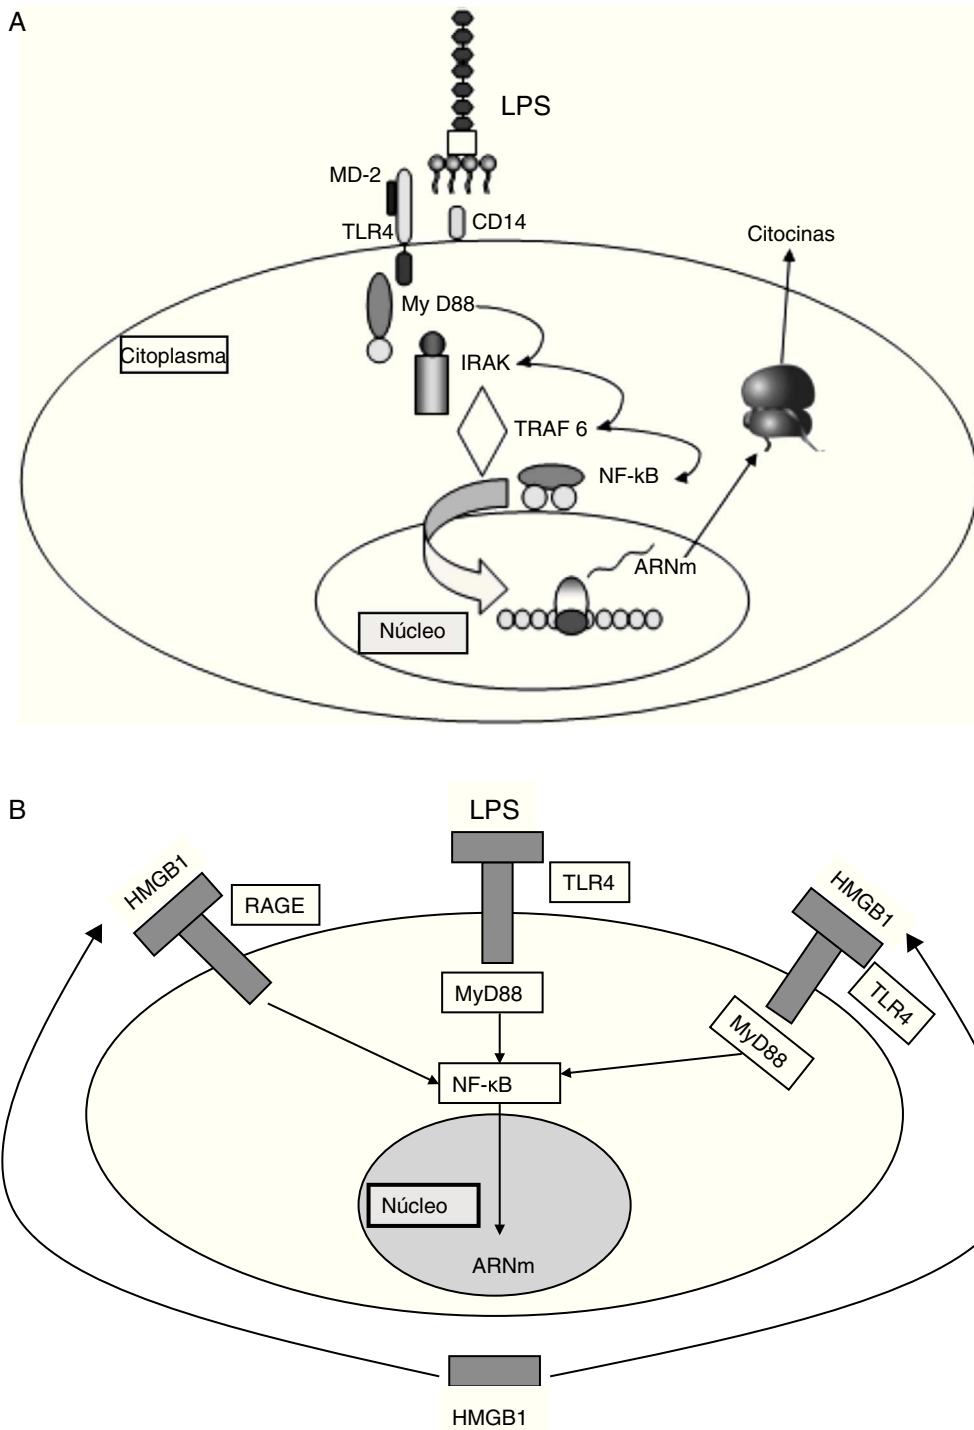 A
LPS
MD-2
TLR4
CD14
Citocinas
My D88
Citoplasma
IRAK
TRAF 6
NF-kB
ARNm
Núcleo
B
LPS
HMGB1
RAGE
TLR4
HMGB1
TLR4
MyD88
MyD88
NF-κB
Núcleo
ARNm
HMGB1